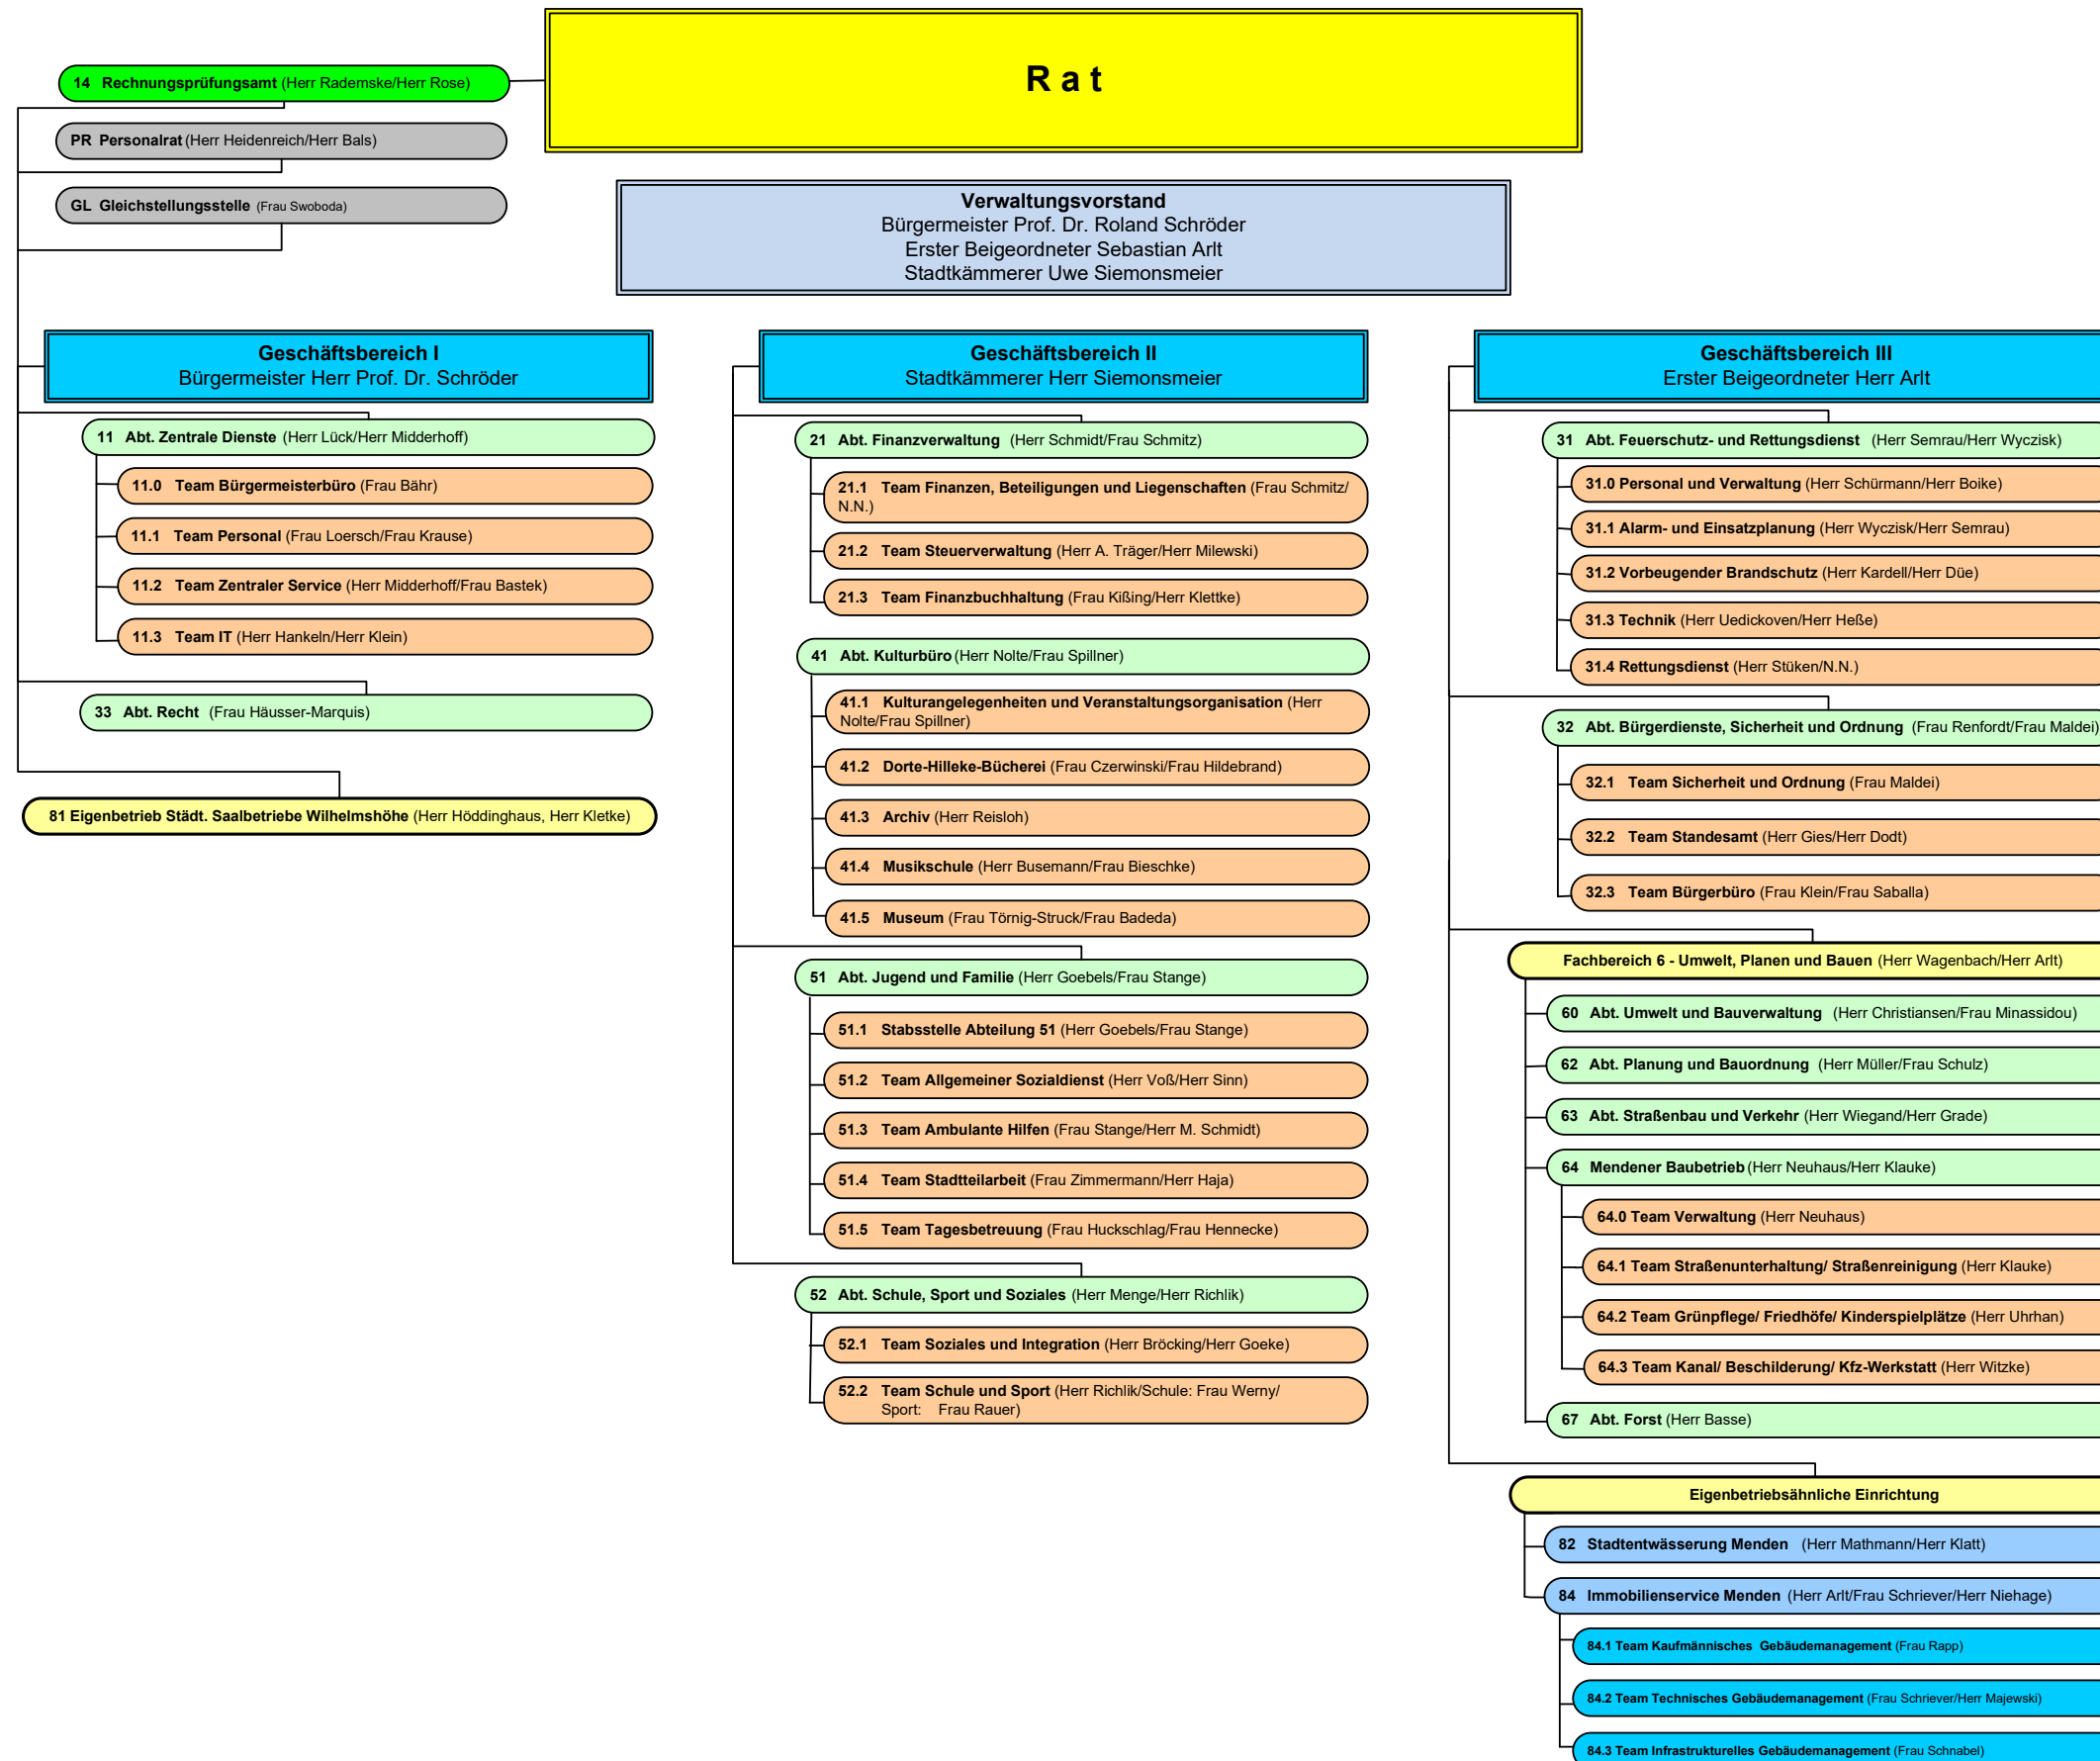 R a t
14 Rechnungsprüfungsamt (Herr Rademske/Herr Rose)
PR Personalrat (Herr Heidenreich/Herr Bals)
GL Gleichstellungsstelle (Frau Swoboda)
Verwaltungsvorstand
Bürgermeister Prof. Dr. Roland Schröder
Erster Beigeordneter Sebastian Arlt
Stadtkämmerer Uwe Siemonsmeier
Geschäftsbereich I
Bürgermeister Herr Prof. Dr. Schröder
11 Abt. Zentrale Dienste (Herr Lück/Herr Midderhoff)
11.0 Team Bürgermeisterbüro (Frau Bähr)
11.1 Team Personal (Frau Loersch/Frau Krause)
11.2 Team Zentraler Service (Herr Midderhoff/Frau Bastek)
11.3 Team IT (Herr Hankeln/Herr Klein)
33 Abt. Recht (Frau Häusser-Marquis)
81 Eigenbetrieb Städt. Saalbetriebe Wilhelmshöhe (Herr Höddinghaus, Herr Kletke)
Geschäftsbereich II
Stadtkämmerer Herr Siemonsmeier
21 Abt. Finanzverwaltung (Herr Schmidt/Frau Schmitz)
21.1 Team Finanzen, Beteiligungen und Liegenschaften (Frau Schmitz/
N.N.)
21.2 Team Steuerverwaltung (Herr A. Träger/Herr Milewski)
21.3 Team Finanzbuchhaltung (Frau Kißing/Herr Klettke)
41 Abt. Kulturbüro (Herr Nolte/Frau Spillner)
41.1 Kulturangelegenheiten und Veranstaltungsorganisation (Herr
Nolte/Frau Spillner)
41.2 Dorte-Hilleke-Bücherei (Frau Czerwinski/Frau Hildebrand)
41.3 Archiv (Herr Reisloh)
41.4 Musikschule (Herr Busemann/Frau Bieschke)
41.5 Museum (Frau Törnig-Struck/Frau Badeda)
51 Abt. Jugend und Familie (Herr Goebels/Frau Stange)
51.1 Stabsstelle Abteilung 51 (Herr Goebels/Frau Stange)
51.2 Team Allgemeiner Sozialdienst (Herr Voß/Herr Sinn)
51.3 Team Ambulante Hilfen (Frau Stange/Herr M. Schmidt)
51.4 Team Stadtteilarbeit (Frau Zimmermann/Herr Haja)
51.5 Team Tagesbetreuung (Frau Huckschlag/Frau Hennecke)
52 Abt. Schule, Sport und Soziales (Herr Menge/Herr Richlik)
52.1 Team Soziales und Integration (Herr Bröcking/Herr Goeke)
52.2 Team Schule und Sport (Herr Richlik/Schule: Frau Werny/
Sport: Frau Rauer)
Geschäftsbereich III
Erster Beigeordneter Herr Arlt
31 Abt. Feuerschutz- und Rettungsdienst (Herr Semrau/Herr Wyczisk)
31.0 Personal und Verwaltung (Herr Schürmann/Herr Boike)
31.1 Alarm- und Einsatzplanung (Herr Wyczisk/Herr Semrau)
31.2 Vorbeugender Brandschutz (Herr Kardell/Herr Düe)
31.3 Technik (Herr Uedickoven/Herr Heße)
31.4 Rettungsdienst (Herr Stüken/N.N.)
32 Abt. Bürgerdienste, Sicherheit und Ordnung (Frau Renfordt/Frau Maldei)
32.1 Team Sicherheit und Ordnung (Frau Maldei)
32.2 Team Standesamt (Herr Gies/Herr Dodt)
32.3 Team Bürgerbüro (Frau Klein/Frau Saballa)
Fachbereich 6 - Umwelt, Planen und Bauen (Herr Wagenbach/Herr Arlt)
60 Abt. Umwelt und Bauverwaltung (Herr Christiansen/Frau Minassidou)
62 Abt. Planung und Bauordnung (Herr Müller/Frau Schulz)
63 Abt. Straßenbau und Verkehr (Herr Wiegand/Herr Grade)
64 Mendener Baubetrieb (Herr Neuhaus/Herr Klauke)
64.0 Team Verwaltung (Herr Neuhaus)
64.1 Team Straßenunterhaltung/ Straßenreinigung (Herr Klauke)
64.2 Team Grünpflege/ Friedhöfe/ Kinderspielplätze (Herr Uhrhan)
64.3 Team Kanal/ Beschilderung/ Kfz-Werkstatt (Herr Witzke)
67 Abt. Forst (Herr Basse)
Eigenbetriebsähnliche Einrichtung
82 Stadtentwässerung Menden (Herr Mathmann/Herr Klatt)
84 Immobilienservice Menden (Herr Arlt/Frau Schriever/Herr Niehage)
84.1 Team Kaufmännisches Gebäudemanagement (Frau Rapp)
84.2 Team Technisches Gebäudemanagement (Frau Schriever/Herr Majewski)
84.3 Team Infrastrukturelles Gebäudemanagement (Frau Schnabel)